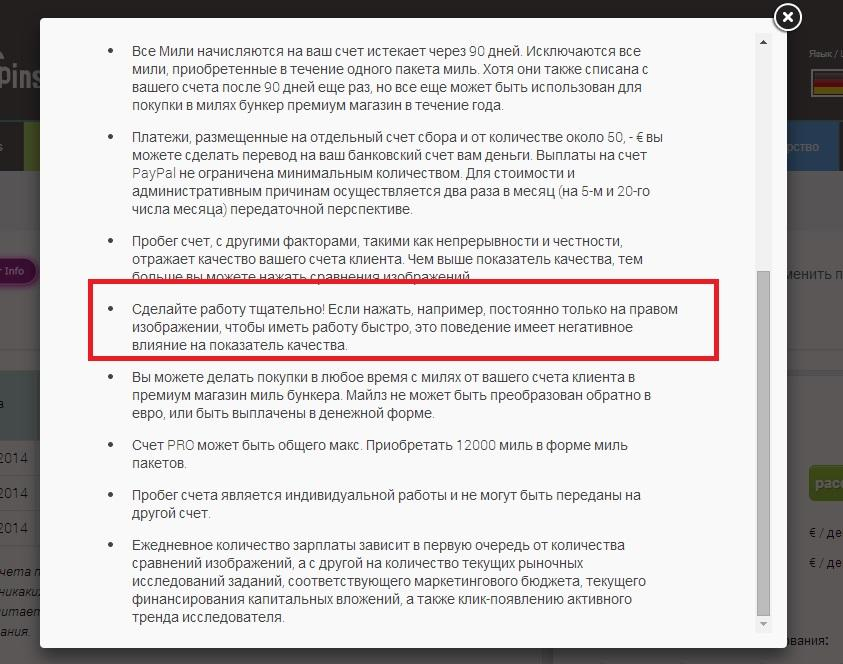 pins
Язык /
Все Мили начисляются на ваш счет истекает через 90 дней. Исключаются все
мили, приобретенные в течение одного пакета миль. Хотя они также списана с
вашего счета после 90 дней еще раз, но все еще может быть использован для
покупки в милях бункер премиум магазин в течение года.
Платежи, размещенные на отдельный счет сбора и от количестве около 50, - € вы
можете сделать перевод на ваш банковский счет вам деньги. Выплаты на счет
PayPal не ограничена минимальным количеством. Для стоимости и
административным причинам осуществляется два раза в месяц (на 5-м и 20-го
числа месяца) передаточной перспективе.
Пробег счет, с другими факторами, такими как непрерывности и честности,
отражает качество вашего счета клиента. Чем выше показатель качества, тем
больше вы можете нажать сравнения изображений.
Сделайте работу тщательно! Если нажать, например, постоянно только на правом
изображении, чтобы иметь работу быстро, это поведение имеет негативное
влияние на показатель качества.
Вы можете делать покупки в любое время с милях от вашего счета клиента в
премиум магазин миль бункера. Майлз не может быть преобразован обратно в
евро, или быть выплачены в денежной форме.
Счет PRO может быть общего макс. Приобретать 12000 миль в форме миль
пакетов.
Пробег счета является индивидуальной работы и не могут быть переданы на
другой счет.
Ежедневное количество зарплаты зависит в первую очередь от количества
сравнений изображений, а с другой на количество текущих рыночных
исследований заданий, соответствующего маркетингового бюджета, текущего
финансирования капитальных вложений, а также клик-появлению активного
тренда исследователя.
Info
2014
2014
2014
рство
менить п
расс
€ / де
€ / де
чета п
никаких
читает
ания.
ования: